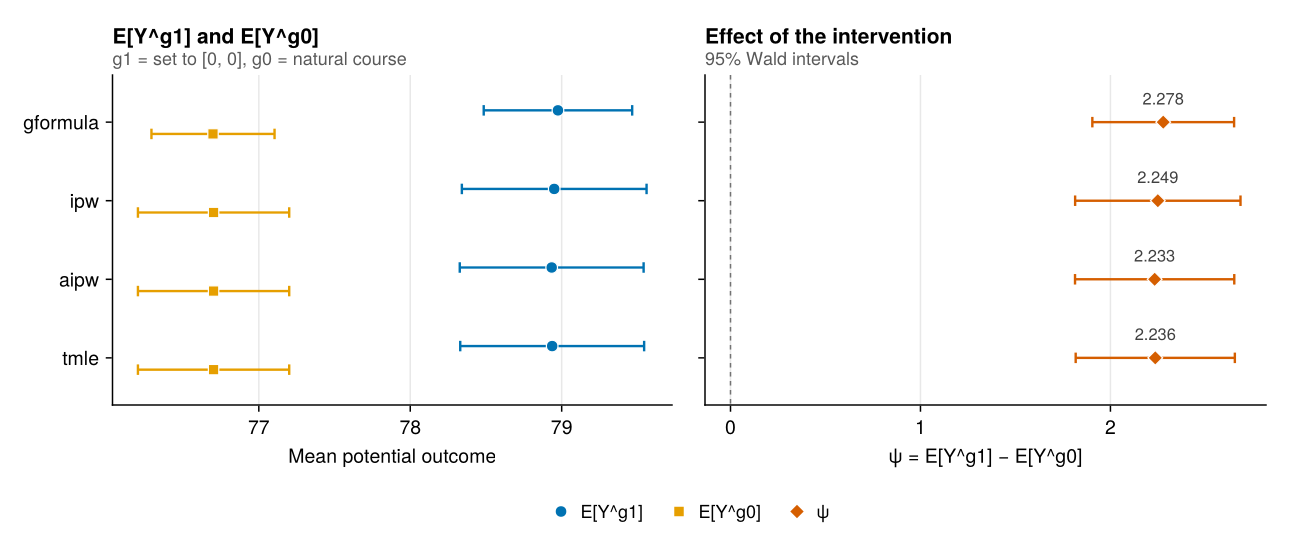 E[Y^g1] and E[Y^g0]
g1 = set to [0, 0], g0 = natural course
gformula
ipw
aipw
tmle
77 78 79
Mean potential outcome
Effect of the intervention
95% Wald intervals
2.278
2.249
2.233
2.236
0 1 2
ψ = E[Y^g1] − E[Y^g0]
E[Y^g1] E[Y^g0] ψ